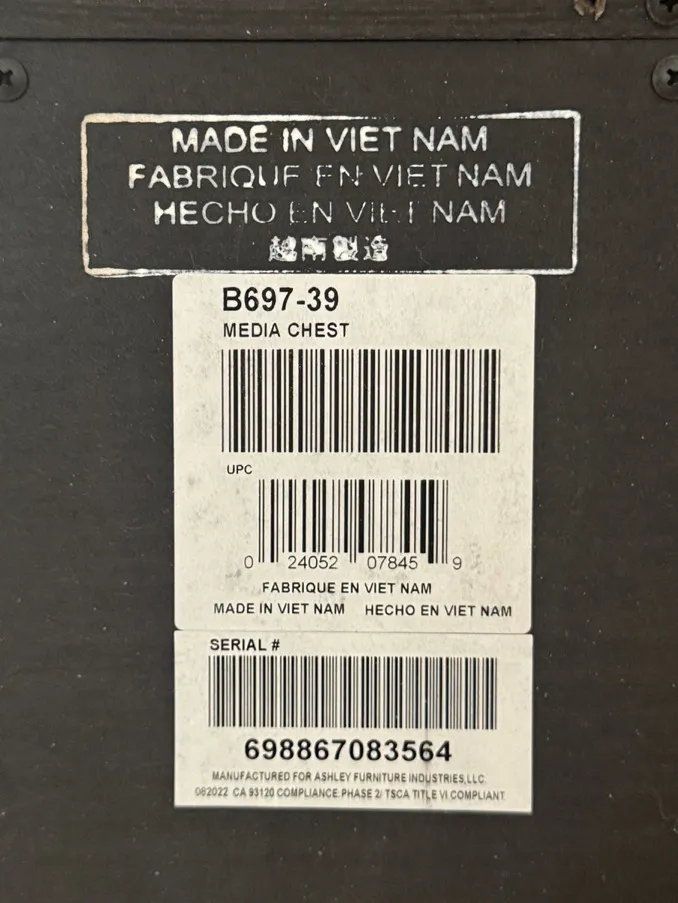 MADE IN VIET NAM
FABRIQUE EN VIET NAM
HECHO EN VIET NAM
越南製造
B697-39
MEDIA CHEST
UPC
0 24052 07845 9
FABRIQUE EN VIET NAM
MADE IN VIET NAM HECHO EN VIET NAM
SERIAL #
698867083564
MANUFACTURED FOR ASHLEY FURNITURE INDUSTRIES,LLC.
082022 CA 93120 COMPLIANCE:PHASE 2/ TSCA TITLE VI COMPLIANT